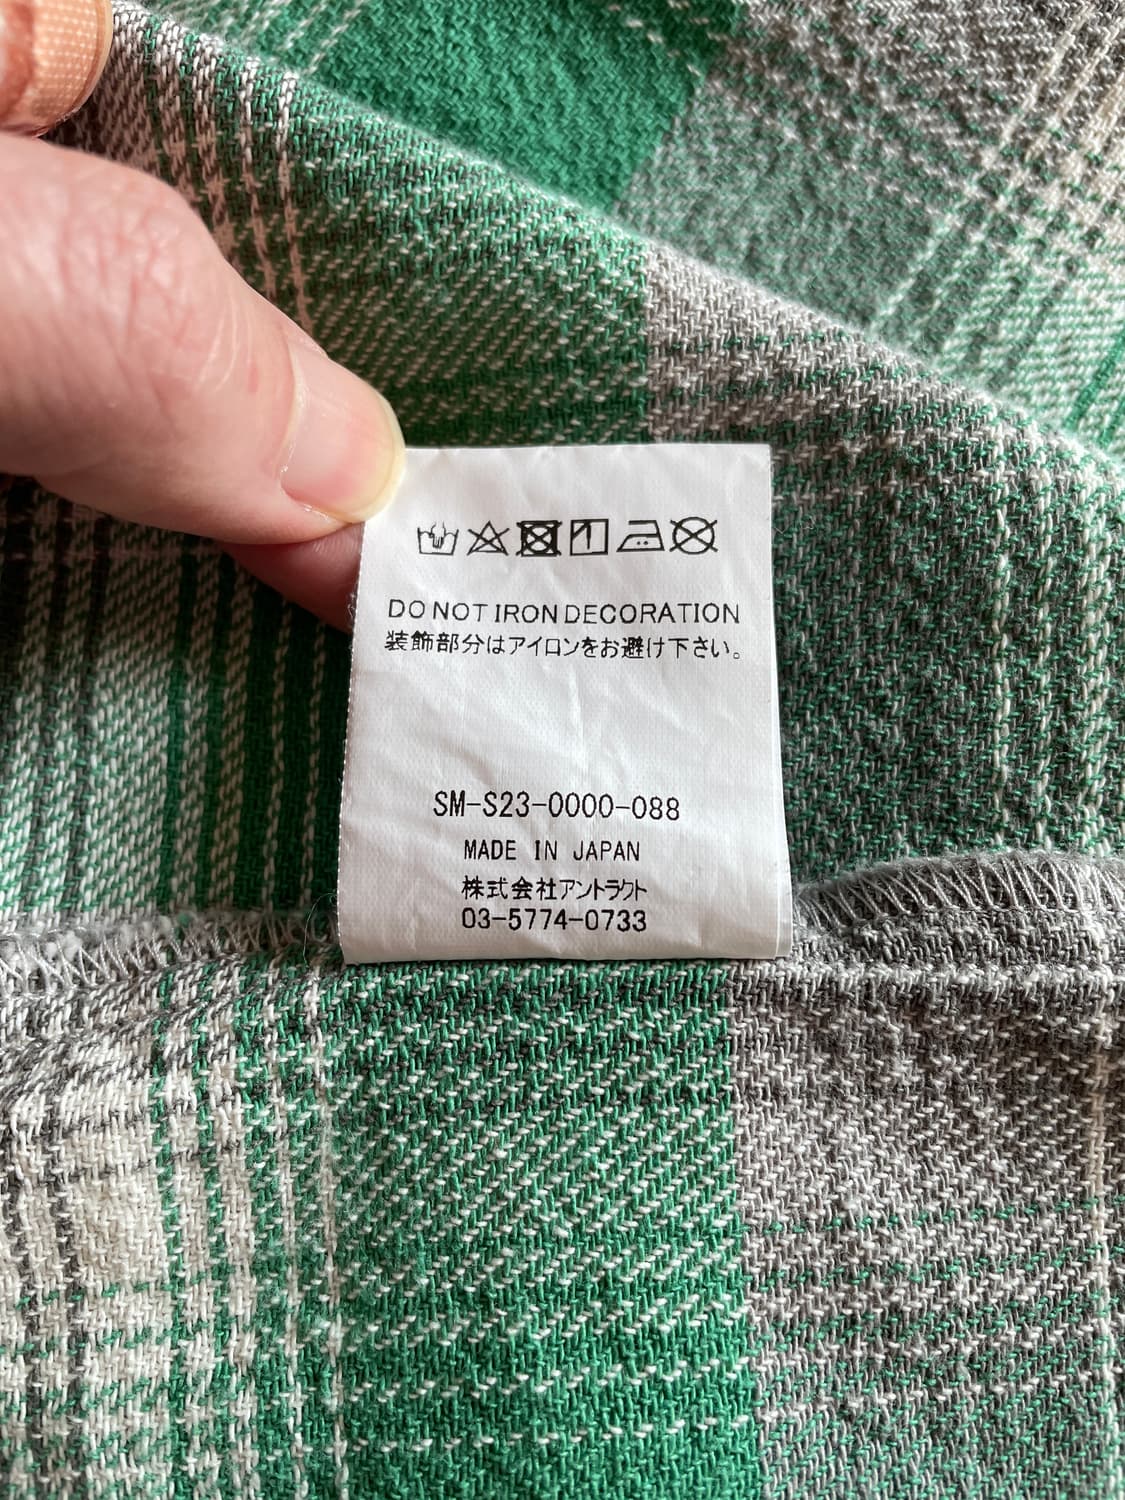 DO NOT IRON DECORATION
装飾部分はアイロンをお避け下さい。
SM-S23-0000-088
MADE IN JAPAN
株式会社アントラクト
03-5774-0733